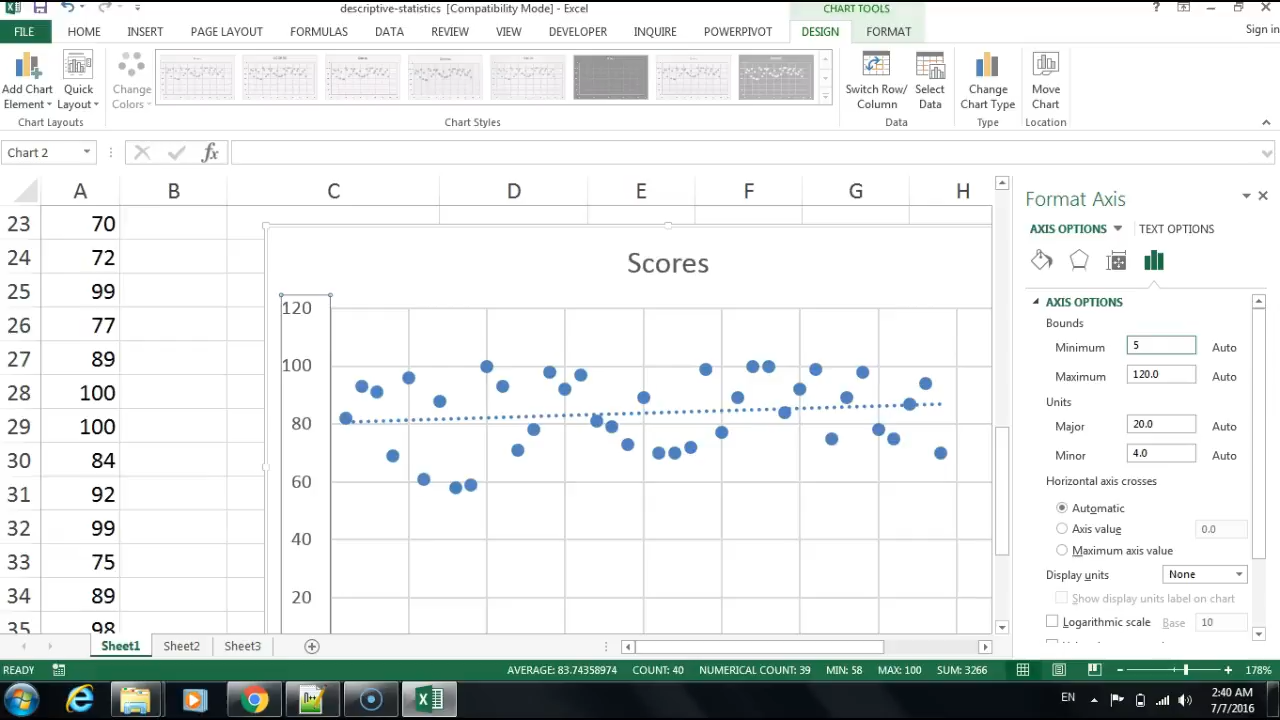 descriptive-statistics [Compatibility Mode] - Excel
CHART TOOLS
?
FILE HOME INSERT PAGE LAYOUT FORMULAS DATA REVIEW VIEW DEVELOPER INQUIRE POWERPIVOT DESIGN FORMAT Sign in
Add Chart Element
Quick Layout
Change Colors
Switch Row/ Column
Select Data
Change Chart Type
Move Chart
Chart Layouts
Chart Styles
Data
Type
Location
Chart 2
fx
A B C D E F G H
23 70
24 72
25 99
26 77
27 89
28 100
29 100
30 84
31 92
32 99
33 75
34 89
35 98
Scores
120
100
80
60
40
20
Format Axis
AXIS OPTIONS
TEXT OPTIONS
AXIS OPTIONS
Bounds
Minimum 5 Auto
Maximum 120.0 Auto
Units
Major 20.0 Auto
Minor 4.0 Auto
Horizontal axis crosses
Automatic
Axis value 0.0
Maximum axis value
Display units None
Show display units label on chart
Logarithmic scale Base 10
Sheet1 Sheet2 Sheet3
READY
AVERAGE: 83.74358974 COUNT: 40 NUMERICAL COUNT: 39 MIN: 58 MAX: 100 SUM: 3266
178%
EN
2:40 AM
7/7/2016